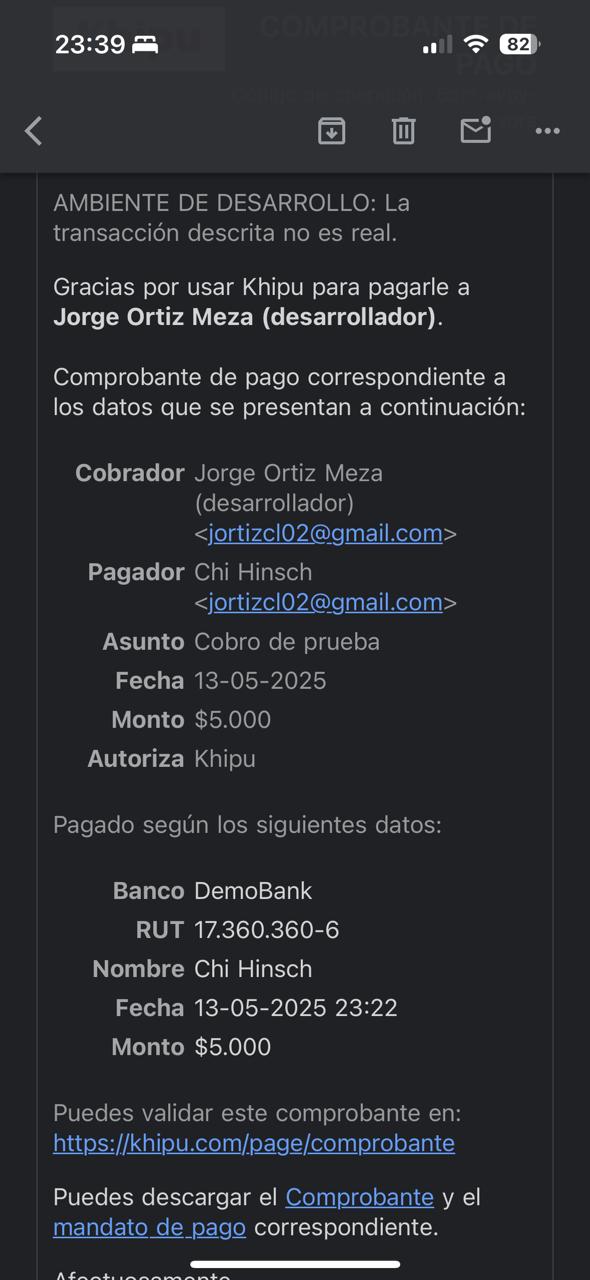 23:39
82
COMPROBANTE DE
PAGO
AMBIENTE DE DESARROLLO: La
transacción descrita no es real.
Gracias por usar Khipu para pagarle a
Jorge Ortiz Meza (desarrollador).
Comprobante de pago correspondiente a
los datos que se presentan a continuación:
Cobrador Jorge Ortiz Meza
(desarrollador)
<jortizcl02@gmail.com>
Pagador Chi Hinsch
<jortizcl02@gmail.com>
Asunto Cobro de prueba
Fecha 13-05-2025
Monto $5.000
Autoriza Khipu
Pagado según los siguientes datos:
Banco DemoBank
RUT 17.360.360-6
Nombre Chi Hinsch
Fecha 13-05-2025 23:22
Monto $5.000
Puedes validar este comprobante en:
https://khipu.com/page/comprobante
Puedes descargar el Comprobante y el
mandato de pago correspondiente.
Afectuosamente